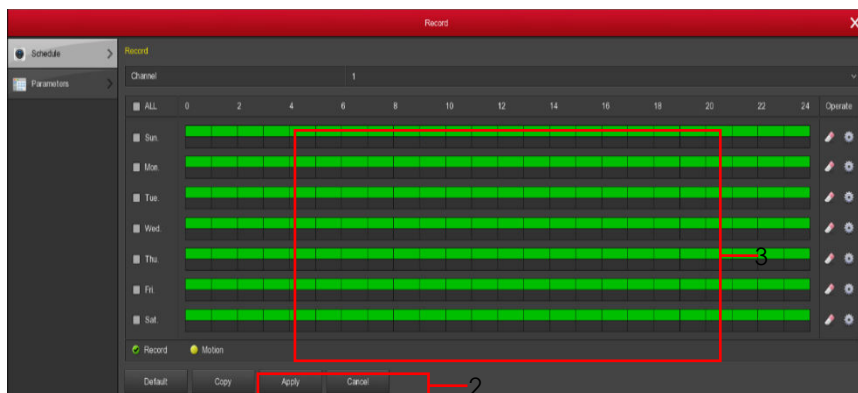 Record X
Schedule >
Record
Parameters >
Channel 1
ALL 0 2 4 6 8 10 12 14 16 18 20 22 24 Operate
Sun.
Mon.
Tue.
Wed.
Thu. 3
Fri.
Sat.
Record Motion
Default Copy Apply Cancel 2